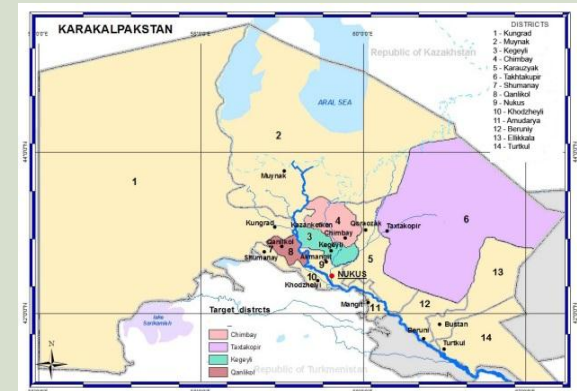 KARAKALPAKSTAN
DISTRICTS
1 - Kungrad
2 - Muynak
3 - Kegeyli
4 - Chimbay
5 - Karauzyak
6 - Takhtakupir
7 - Shumanay
8 - Qanlikol
9 - Nukus
10 - Khodzheyli
11 - Amudarya
12 - Beruniy
13 - Ellikkala
14 - Turtkul
Republic of Kazakhstan
ARAL SEA
2
1
Muynak
6
4
Kungrad
Kazanketken
Qoraozak
Taxtakopir
Chimbay
3
Qanlikol
Kegeyli
5
7
8
Shumanay
9
13
NUKUS
10
Khodzheyli
Mangit
11
12
Target distrcts
Beruni
Bustan
14
Turtkul
Chimbay
Taxtakopir
Kegeyli
Qanlikol
Republic of Turkmenistan
N